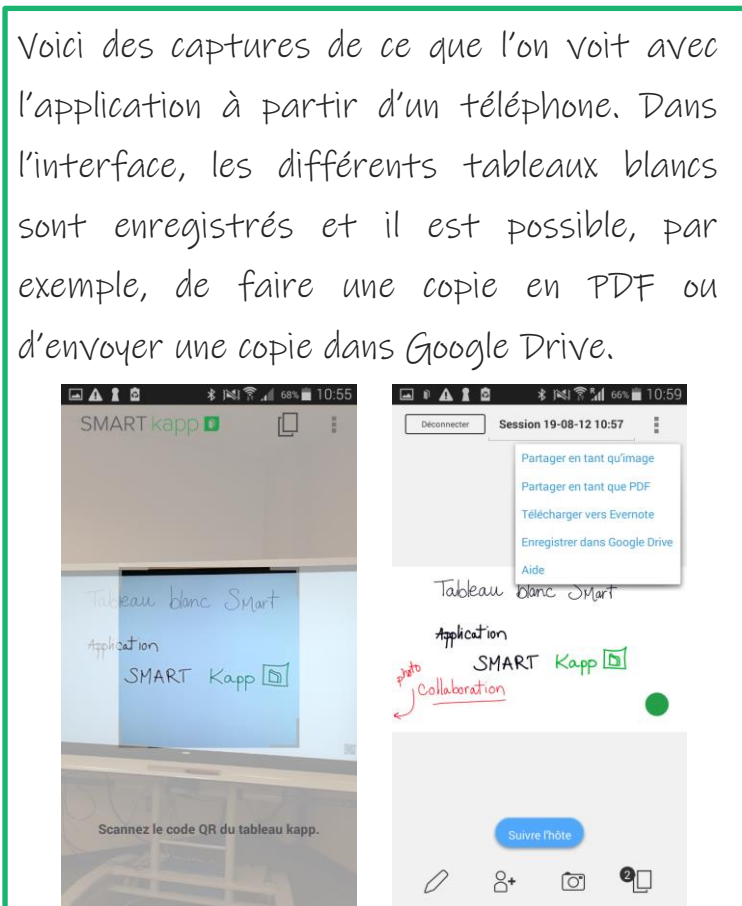 Voici des captures de ce que l'on voit avec
l'application à partir d'un téléphone. Dans
l'interface, les différents tableaux blancs
sont enregistrés et il est possible, par
exemple, de faire une copie en PDF ou
d'envoyer une copie dans Google Drive.
68% 10:55
SMART kapp
Tableau blanc SMart
Application
SMART Kapp
Scannez le code QR du tableau kapp.
66% 10:59
Déconnecter Session 19-08-12 10:57
Partager en tant qu'image
Partager en tant que PDF
Télécharger vers Evernote
Enregistrer dans Google Drive
Aide
Tableau blanc SMart
Application
SMART Kapp
photo
Collaboration
Suivre l'hôte
2